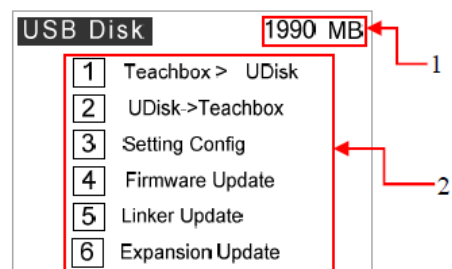 USB Disk 1990 MB
1
1 Teachbox > UDisk
2 UDisk->Teachbox
3 Setting Config
4 Firmware Update
2
5 Linker Update
6 Expansion Update